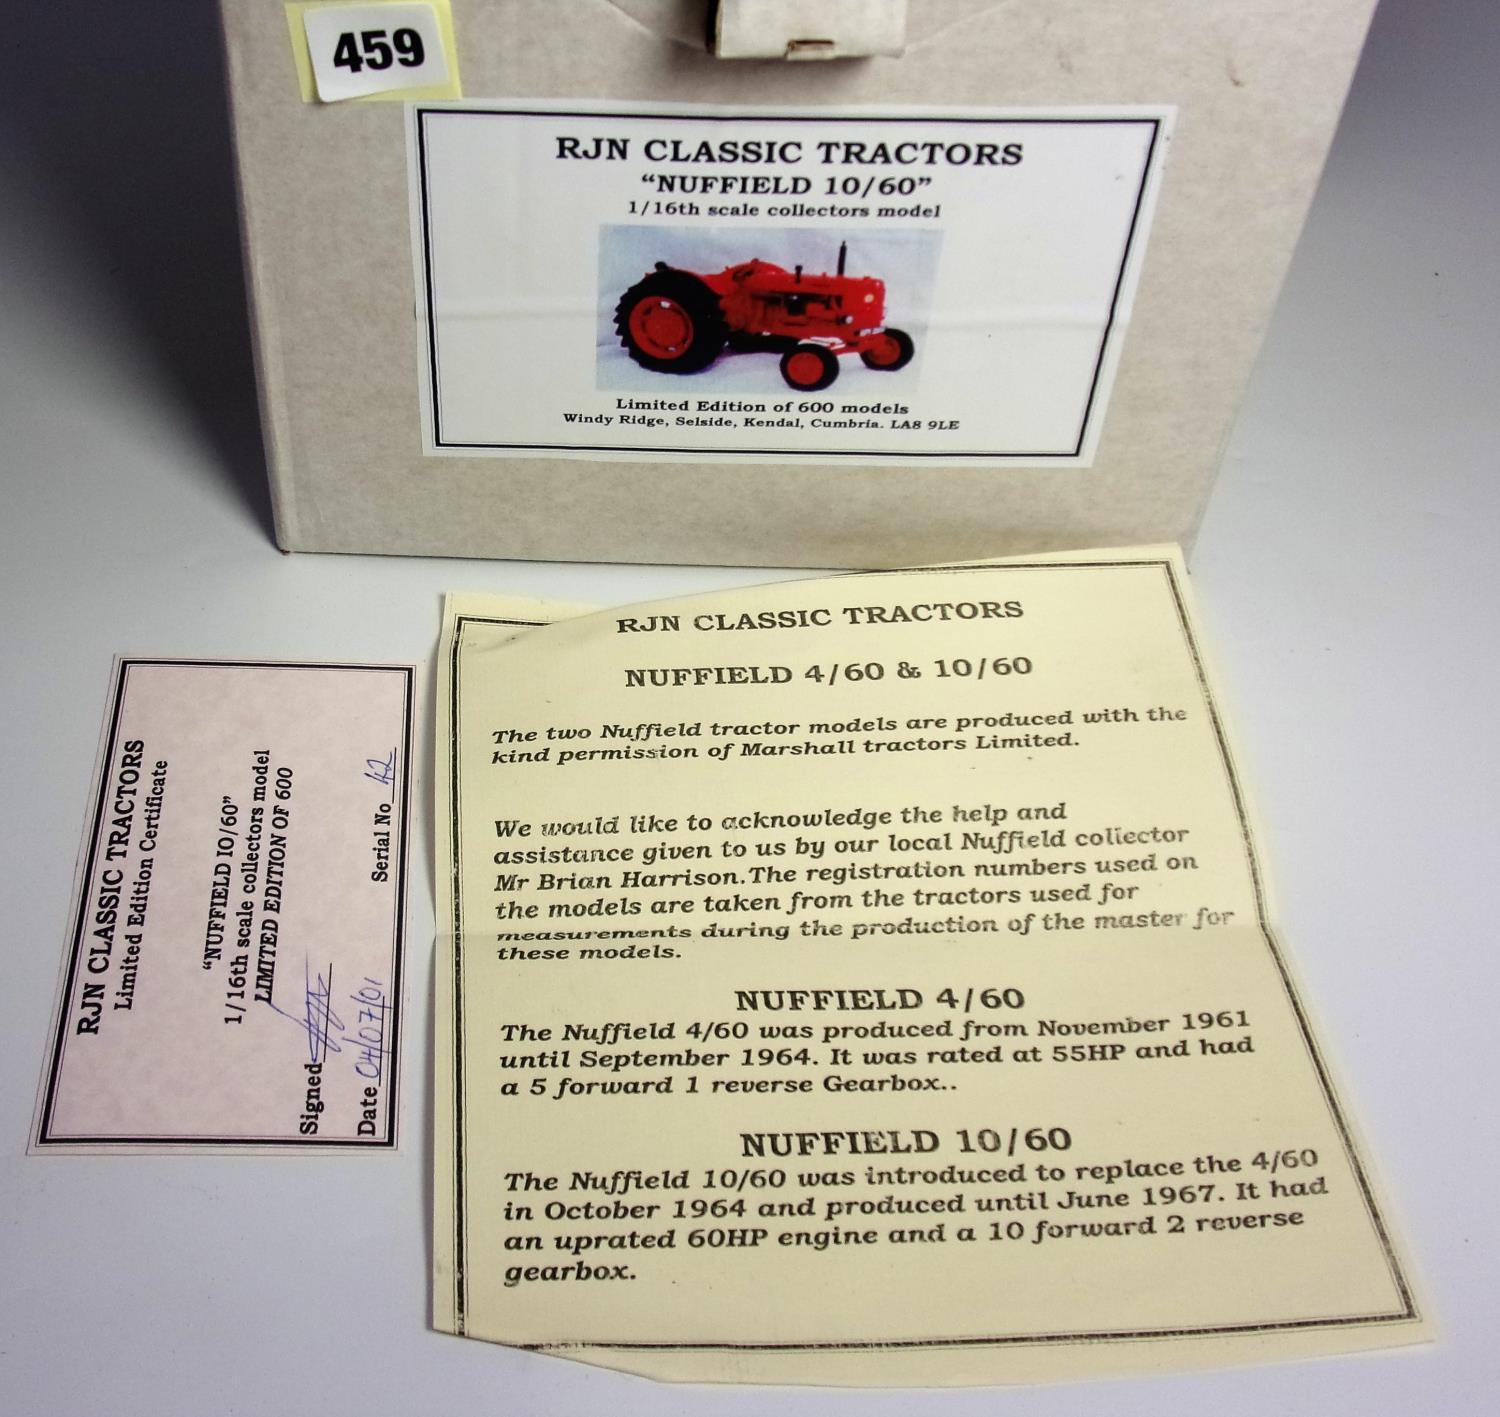 459
RJN CLASSIC TRACTORS
“NUFFIELD 10/60”
1/16th scale collectors model
Limited Edition of 600 models
Windy Ridge, Selside, Kendal, Cumbria. LA8 9LE
RJN CLASSIC TRACTORS
Limited Edition Certificate
“NUFFIELD 10/60”
1/16th scale collectors model
LIMITED EDITION OF 600
Signed
Date 04/07/01 Serial No 42
RJN CLASSIC TRACTORS
NUFFIELD 4/60 & 10/60
The two Nuffield tractor models are produced with the
kind permission of Marshall tractors Limited.
We would like to acknowledge the help and
assistance given to us by our local Nuffield collector
Mr Brian Harrison.The registration numbers used on
the models are taken from the tractors used for
measurements during the production of the master for
these models.
NUFFIELD 4/60
The Nuffield 4/60 was produced from November 1961
until September 1964. It was rated at 55HP and had
a 5 forward 1 reverse Gearbox..
NUFFIELD 10/60
The Nuffield 10/60 was introduced to replace the 4/60
in October 1964 and produced until June 1967. It had
an uprated 60HP engine and a 10 forward 2 reverse
gearbox.